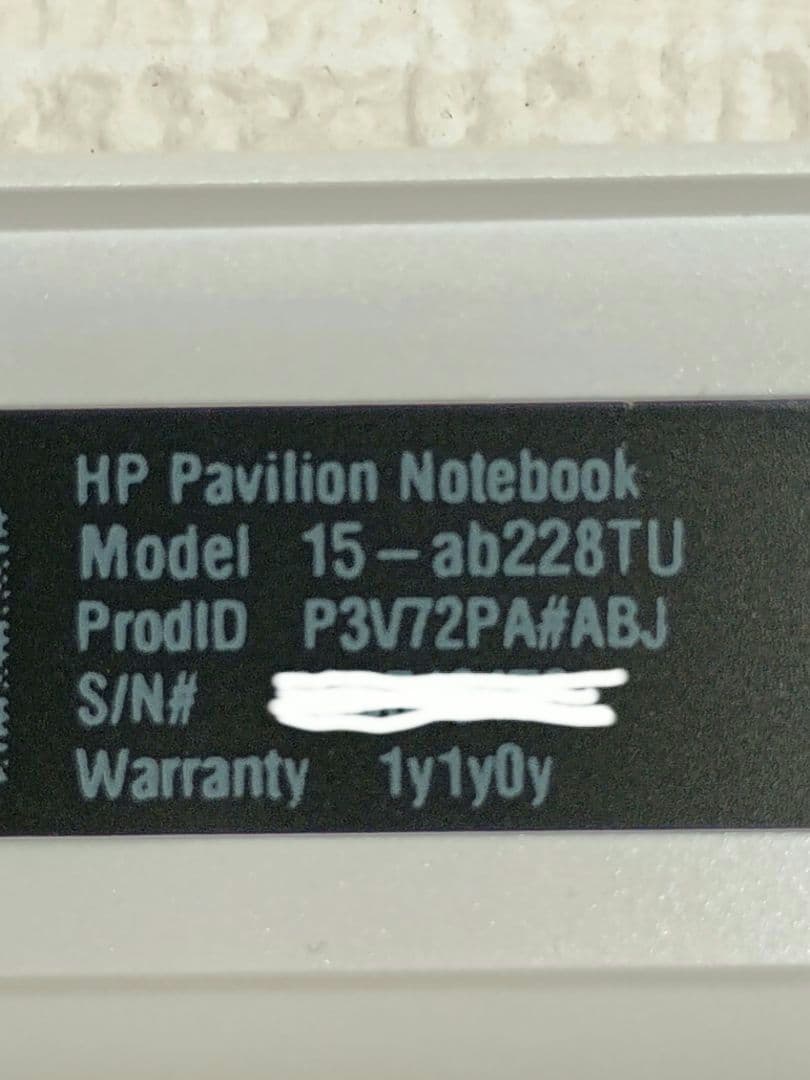 HP Pavilion Notebook
Model 15-ab228TU
ProdID P3V72PA#ABJ
S/N#
Warranty 1y1y0y